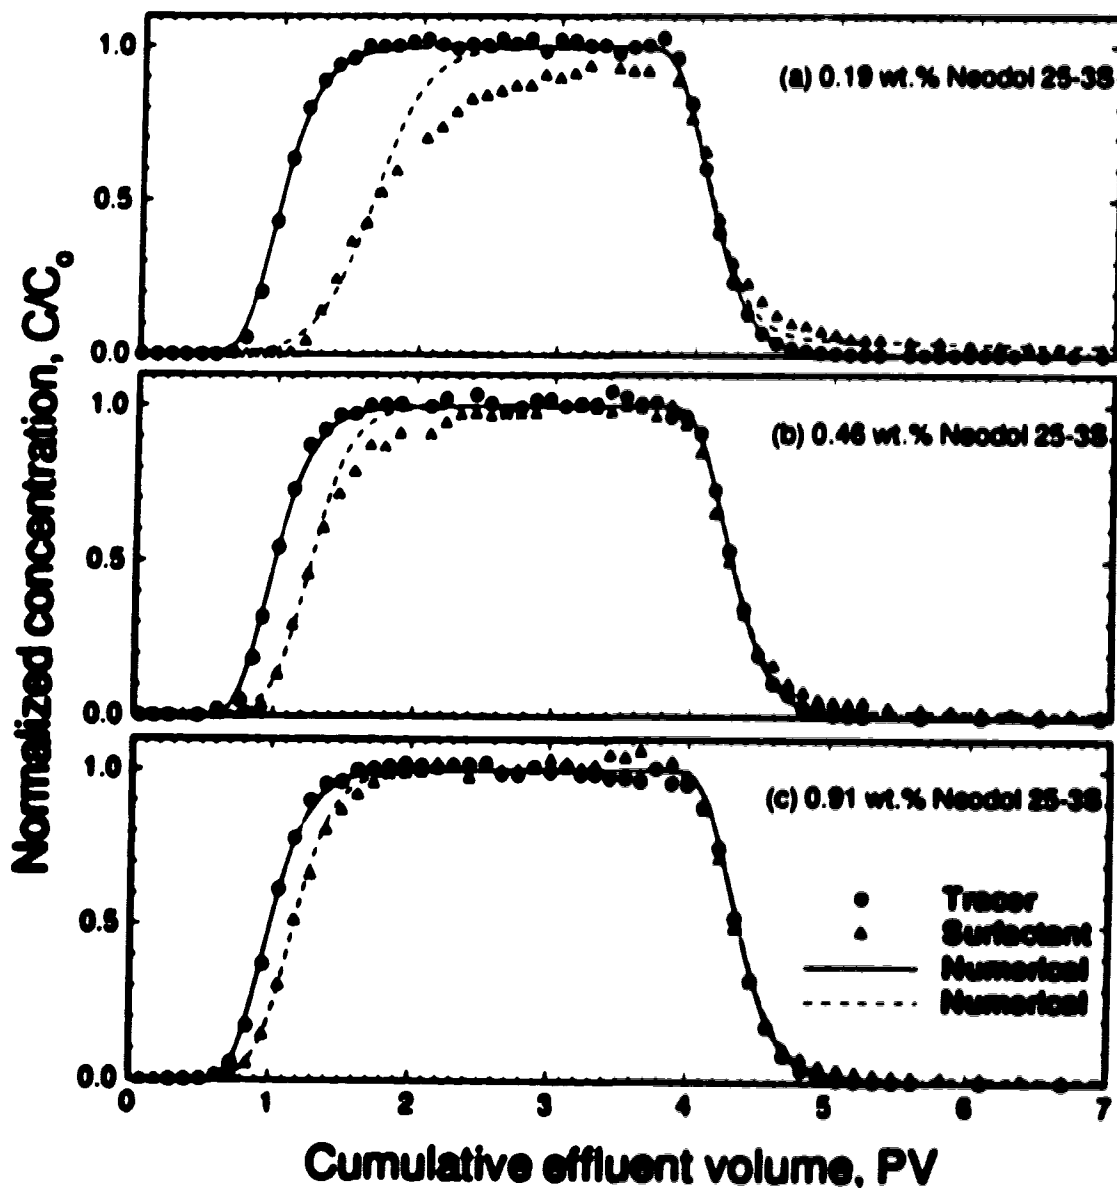 Normalized concentration, C/C₀
1.0
0.5
0.0
(a) 0.19 wt.% Neodol 25-3S
1.0
0.5
0.0
(b) 0.46 wt.% Neodol 25-3S
1.0
0.5
0.0
(c) 0.91 wt.% Neodol 25-3S
Tracer
Surfactant
Numerical
Numerical
0 1 2 3 4 5 6 7
Cumulative effluent volume, PV